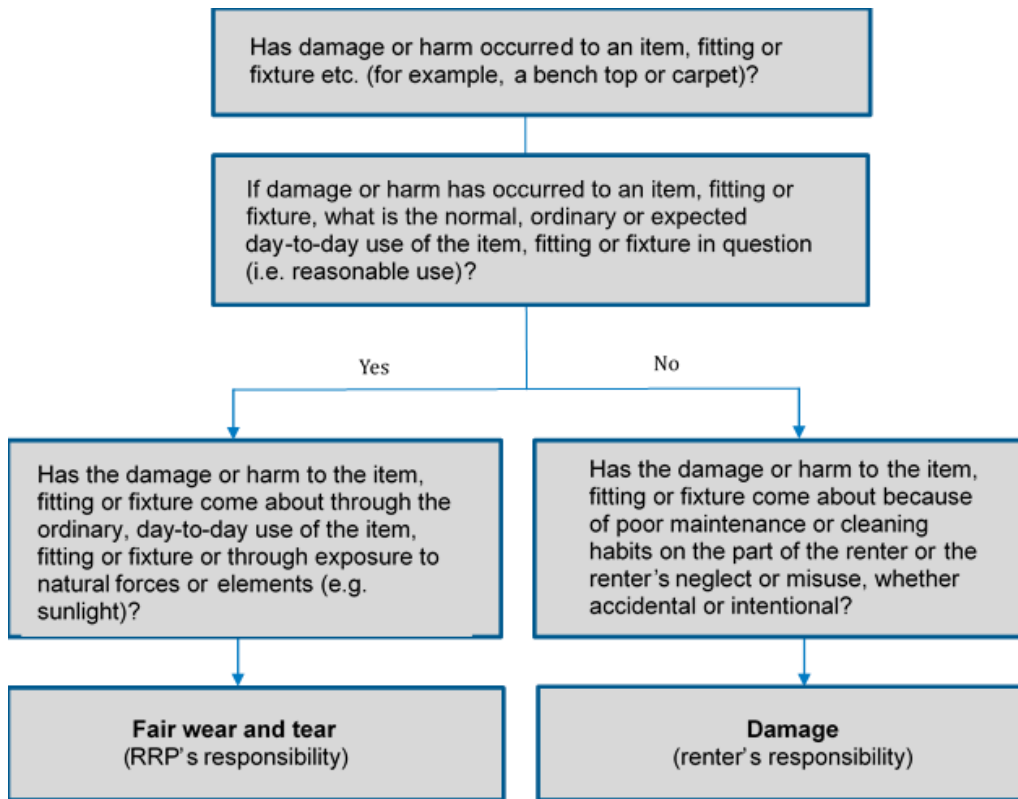 Has damage or harm occurred to an item, fitting or
fixture etc. (for example, a bench top or carpet)?
If damage or harm has occurred to an item, fitting or
fixture, what is the normal, ordinary or expected
day-to-day use of the item, fitting or fixture in question
(i.e. reasonable use)?
Yes
No
Has the damage or harm to the item,
fitting or fixture come about through the
ordinary, day-to-day use of the item,
fitting or fixture or through exposure to
natural forces or elements (e.g.
sunlight)?
Has the damage or harm to the item,
fitting or fixture come about because
of poor maintenance or cleaning
habits on the part of the renter or the
renter's neglect or misuse, whether
accidental or intentional?
Fair wear and tear
(RRP's responsibility)
Damage
(renter's responsibility)